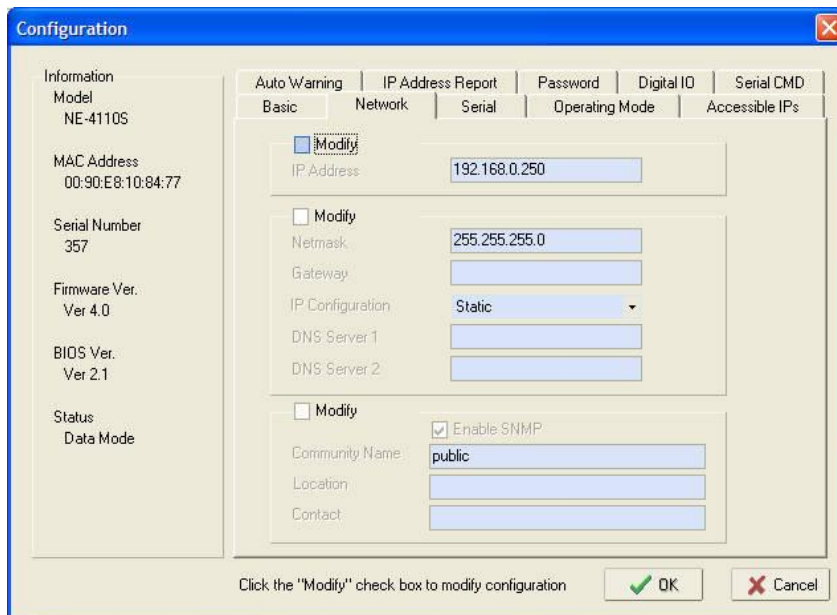 Configuration
Information
Model
NE-4110S
MAC Address
00:90:E8:10:84:77
Serial Number
357
Firmware Ver.
Ver 4.0
BIOS Ver.
Ver 2.1
Status
Data Mode
Auto Warning IP Address Report Password Digital IO Serial CMD
Basic Network Serial Operating Mode Accessible IPs
Modify
IP Address 192.168.0.250
Modify
Netmask 255.255.255.0
Gateway
IP Configuration Static
DNS Server 1
DNS Server 2
Modify
Enable SNMP
Community Name public
Location
Contact
Click the "Modify" check box to modify configuration OK Cancel